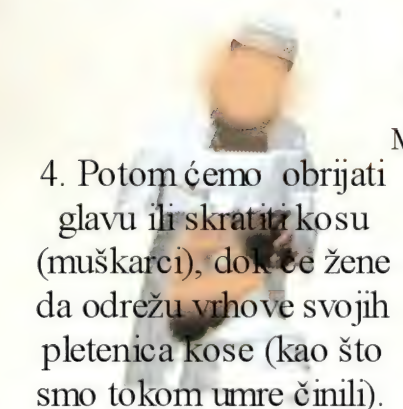 M
4. Potom ćemo obrijati
glavu ili skratiti kosu
(muškarci), dok će žene
da odrežu vrhove svojih
pletenica kose (kao što
smo tokom umre činili).